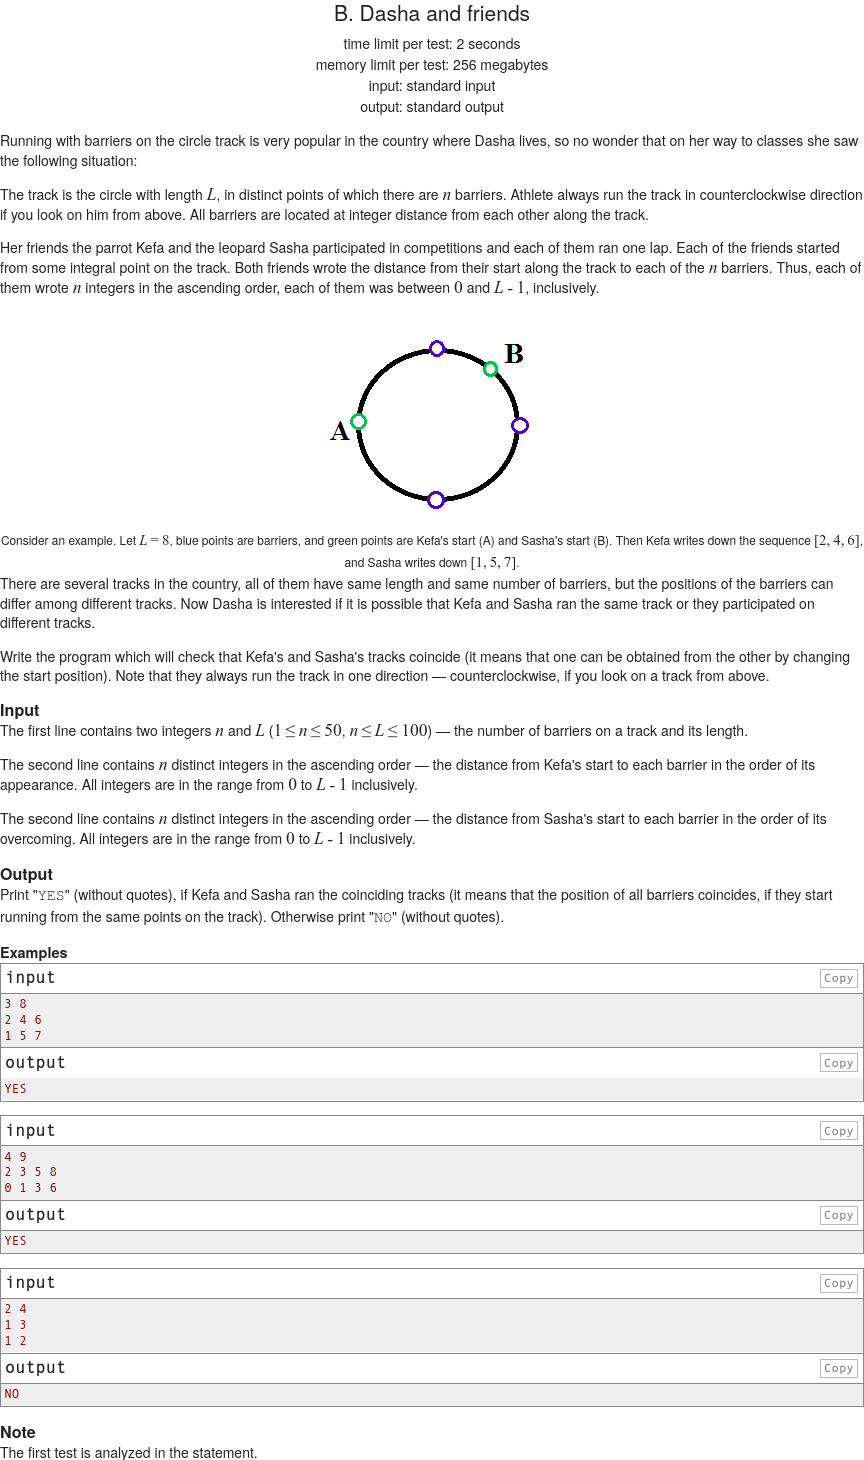 B. Dasha and friends
time limit per test: 2 seconds
memory limit per test: 256 megabytes
input: standard input
output: standard output
Running with barriers on the circle track is very popular in the country where Dasha lives, so no wonder that on her way to classes she saw
the following situation:
The track is the circle with length L, in distinct points of which there are n barriers. Athlete always run the track in counterclockwise direction
if you look on him from above. All barriers are located at integer distance from each other along the track.
Her friends the parrot Kefa and the leopard Sasha participated in competitions and each of them ran one lap. Each of the friends started
from some integral point on the track. Both friends wrote the distance from their start along the track to each of the n barriers. Thus, each of
them wrote n integers in the ascending order, each of them was between 0 and L - 1, inclusively.
B
A
Consider an example. Let L = 8, blue points are barriers, and green points are Kefa's start (A) and Sasha's start (B). Then Kefa writes down the sequence [2, 4, 6],
and Sasha writes down [1, 5, 7].
There are several tracks in the country, all of them have same length and same number of barriers, but the positions of the barriers can
differ among different tracks. Now Dasha is interested if it is possible that Kefa and Sasha ran the same track or they participated on
different tracks.
Write the program which will check that Kefa's and Sasha's tracks coincide (it means that one can be obtained from the other by changing
the start position). Note that they always run the track in one direction — counterclockwise, if you look on a track from above.
Input
The first line contains two integers n and L (1 ≤ n ≤ 50, n ≤ L ≤ 100) — the number of barriers on a track and its length.
The second line contains n distinct integers in the ascending order — the distance from Kefa's start to each barrier in the order of its
appearance. All integers are in the range from 0 to L - 1 inclusively.
The second line contains n distinct integers in the ascending order — the distance from Sasha's start to each barrier in the order of its
overcoming. All integers are in the range from 0 to L - 1 inclusively.
Output
Print "YES" (without quotes), if Kefa and Sasha ran the coinciding tracks (it means that the position of all barriers coincides, if they start
running from the same points on the track). Otherwise print "NO" (without quotes).
Examples
input Copy
3 8
2 4 6
1 5 7
output Copy
YES
input Copy
4 9
2 3 5 8
0 1 3 6
output Copy
YES
input Copy
2 4
1 3
1 2
output Copy
NO
Note
The first test is analyzed in the statement.